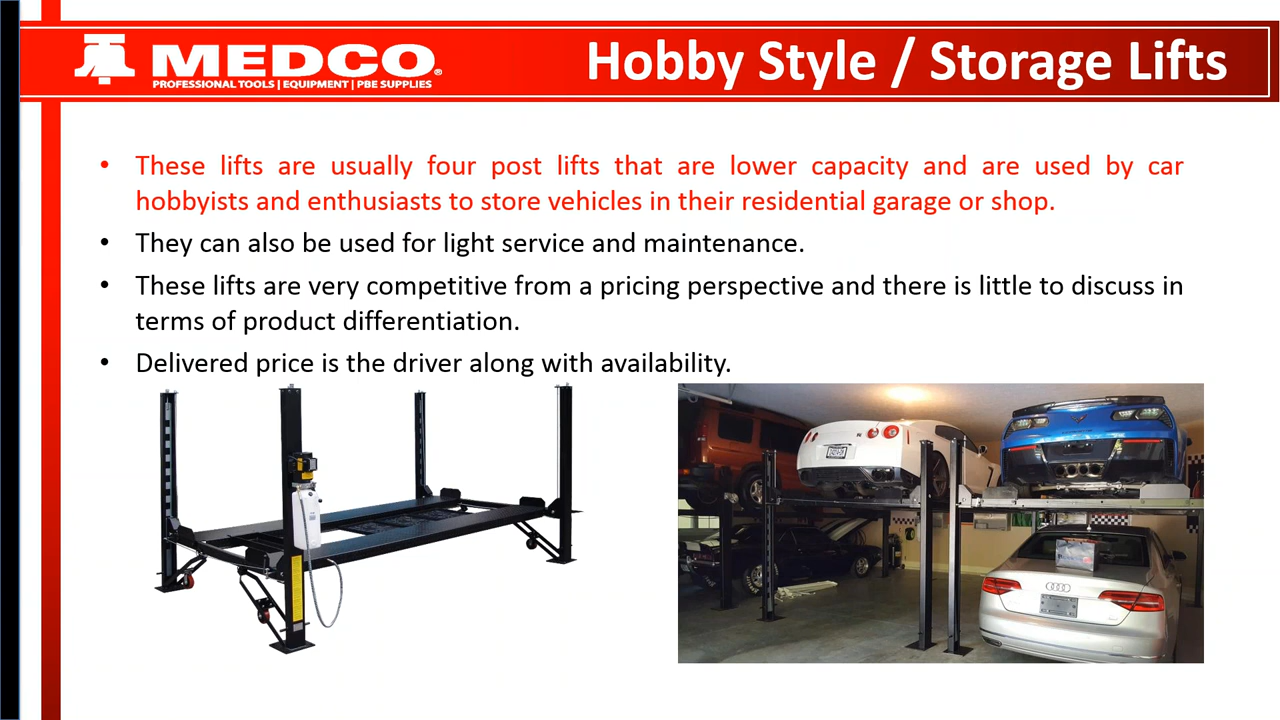 MEDCO®
PROFESSIONAL TOOLS | EQUIPMENT | PBE SUPPLIES
Hobby Style / Storage Lifts
• These lifts are usually four post lifts that are lower capacity and are used by car
hobbyists and enthusiasts to store vehicles in their residential garage or shop.
• They can also be used for light service and maintenance.
• These lifts are very competitive from a pricing perspective and there is little to discuss in
terms of product differentiation.
• Delivered price is the driver along with availability.